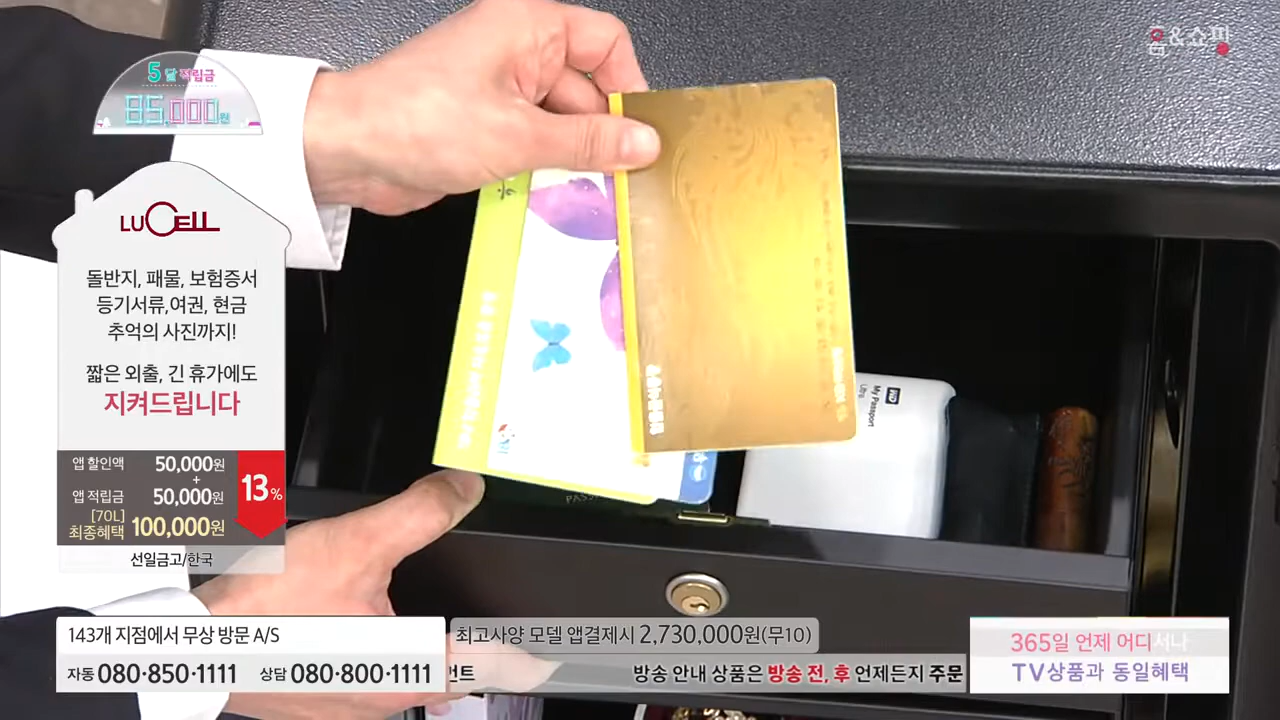 홈&쇼핑
5달 적립금
85,000원
LUCELL
돌반지, 패물, 보험증서
등기서류,여권, 현금
추억의 사진까지!
짧은 외출, 긴 휴가에도
지켜드립니다
앱 할인액 50,000원
+
앱 적립금 50,000원
[70L]
최종혜택 100,000원
13%
선일금고/한국
WD
My Passport
Ultra
143개 지점에서 무상 방문 A/S
자동 080·850·1111 상담 080·800·1111
최고사양 모델 앱결제시 2,730,000원(무10)
먼트 방송 안내 상품은 방송 전, 후 언제든지 주문
365일 언제 어디서나
TV상품과 동일혜택